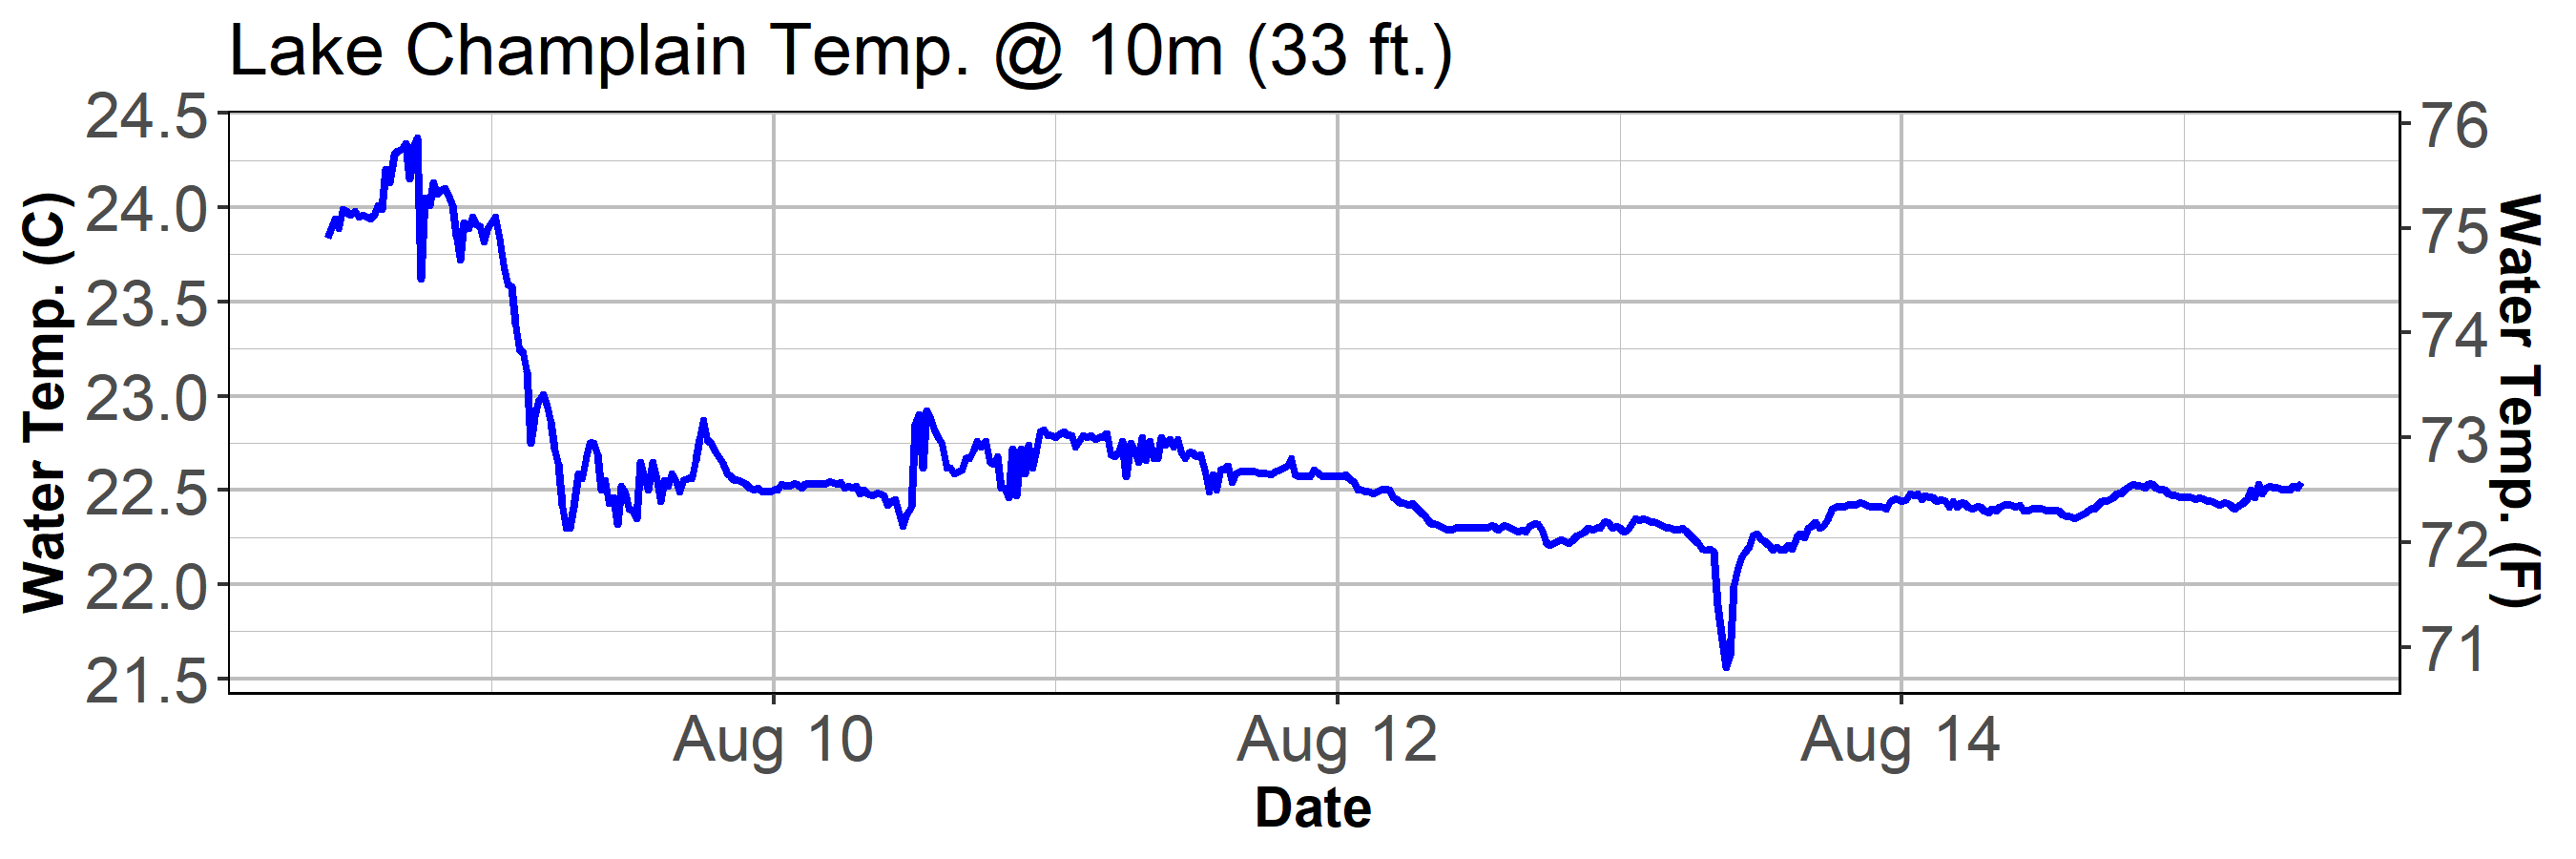 Lake Champlain Temp. @ 10m (33 ft.)
Water Temp. (C)
24.5
24.0
23.5
23.0
22.5
22.0
21.5
76
75
74
73
72
71
Water Temp. (F)
Aug 10 Aug 12 Aug 14
Date